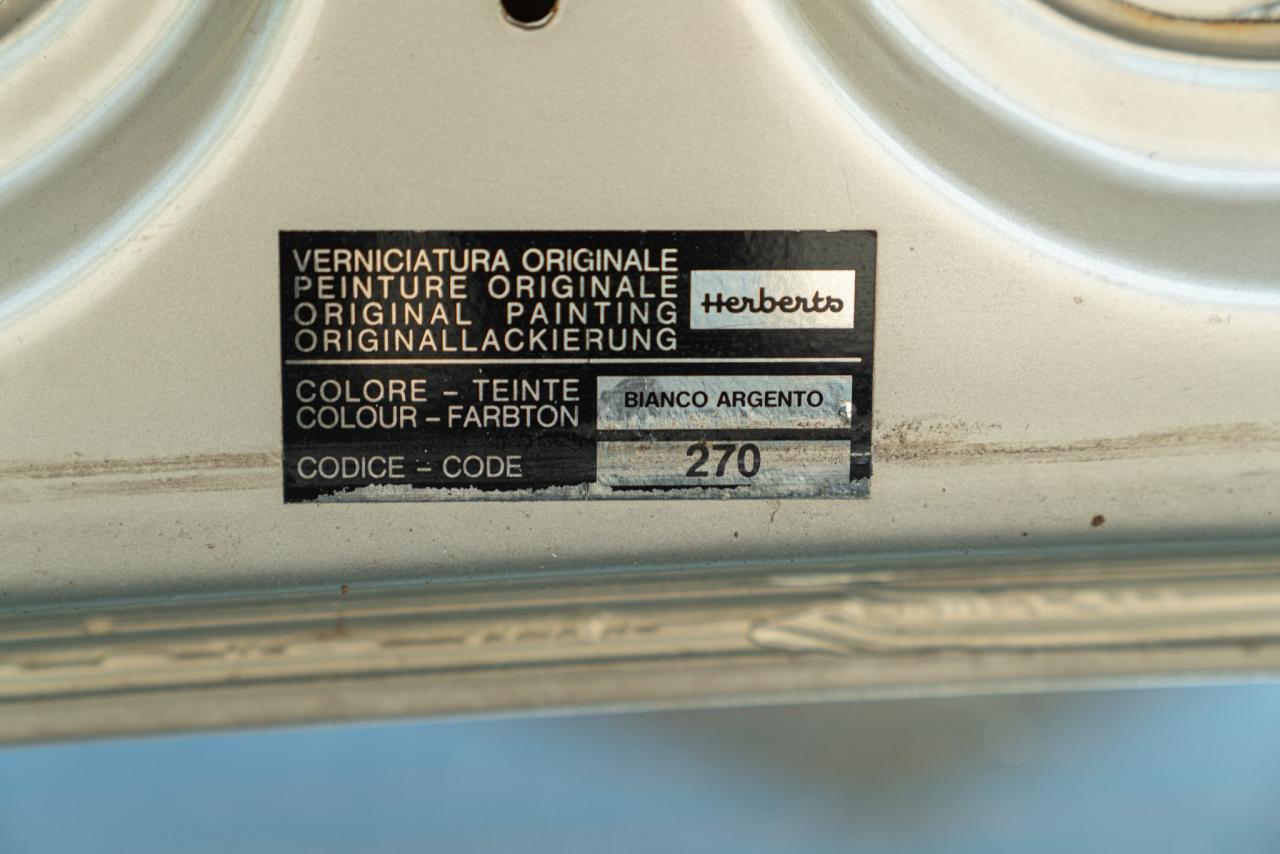 VERNICIATURA ORIGINALE
PEINTURE ORIGINALE
ORIGINAL PAINTING
ORIGINALLACKIERUNG
Herberts
COLORE – TEINTE
COLOUR – FARBTON
BIANCO ARGENTO
CODICE – CODE
270